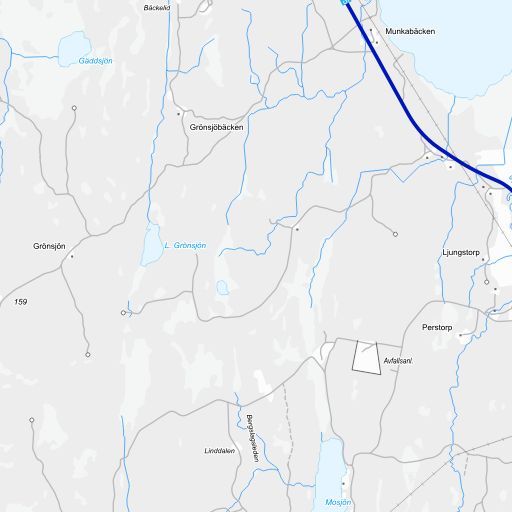 Bäckelid
Munkabäcken
Gäddsjön
Grönsjöbäcken
Grönsjön
L. Grönsjön
Ljungstorp
159
Perstorp
Avfallsanl.
Bergslagsleden
Linddalen
Mosjön